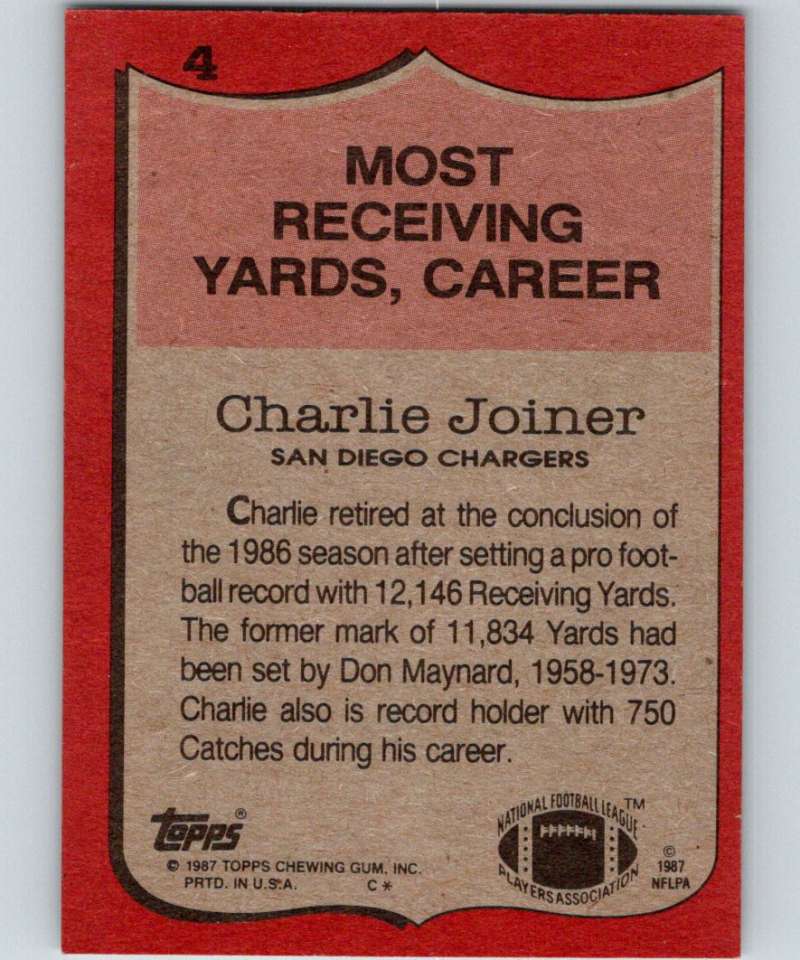 4
MOST
RECEIVING
YARDS, CAREER
Charlie Joiner
SAN DIEGO CHARGERS
Charlie retired at the conclusion of
the 1986 season after setting a pro foot-
ball record with 12,146 Receiving Yards.
The former mark of 11,834 Yards had
been set by Don Maynard, 1958-1973.
Charlie also is record holder with 750
Catches during his career.
TOPPS®
© 1987 TOPPS CHEWING GUM, INC.
PRTD. IN U.S.A. C*
NATIONAL FOOTBALL LEAGUE ™
PLAYERS ASSOCIATION
©
1987
NFLPA